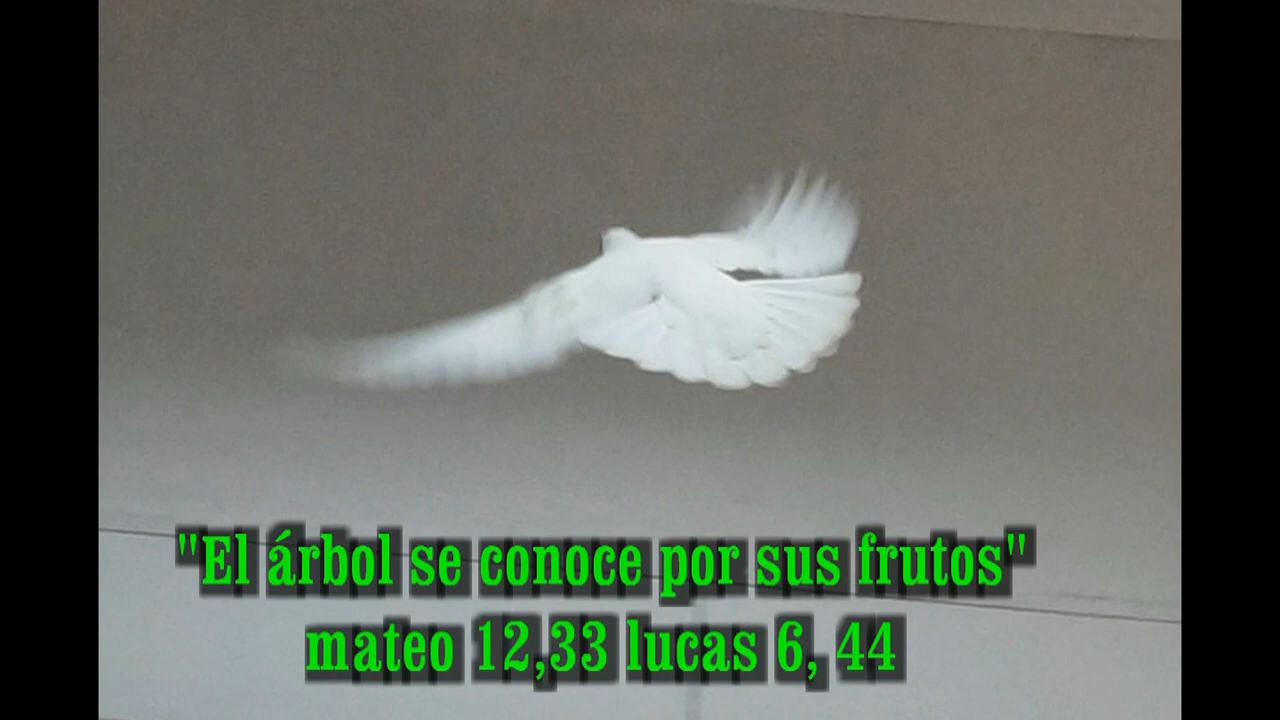 "El árbol se conoce por sus frutos"
mateo 12,33 lucas 6, 44